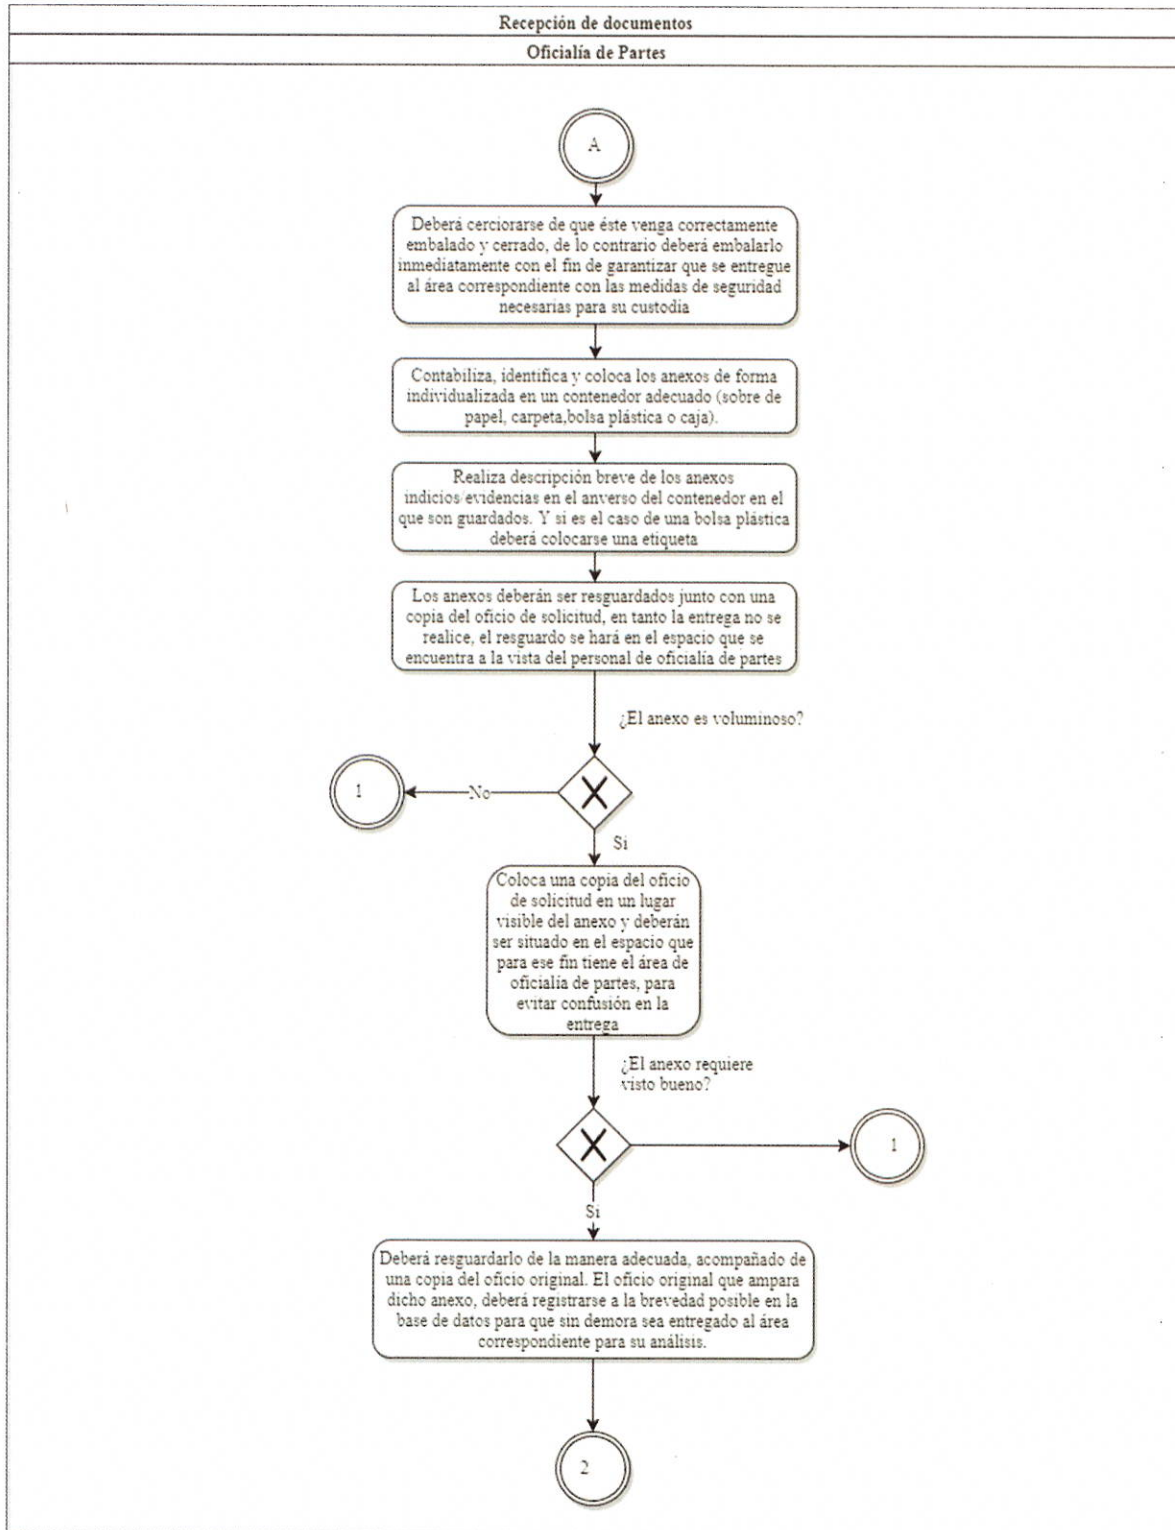 Recepción de documentos
Oficialía de Partes
A
Deberá cerciorarse de que éste venga correctamente
embalado y cerrado, de lo contrario deberá embalarlo
inmediatamente con el fin de garantizar que se entregue
al área correspondiente con las medidas de seguridad
necesarias para su custodia
Contabiliza, identifica y coloca los anexos de forma
individualizada en un contenedor adecuado (sobre de
papel, carpeta,bolsa plástica o caja).
Realiza descripción breve de los anexos
indicios/evidencias en el anverso del contenedor en el
que son guardados. Y si es el caso de una bolsa plástica
deberá colocarse una etiqueta
Los anexos deberán ser resguardados junto con una
copia del oficio de solicitud, en tanto la entrega no se
realice, el resguardo se hará en el espacio que se
encuentra a la vista del personal de oficialía de partes
¿El anexo es voluminoso?
1
No
Si
Coloca una copia del oficio
de solicitud en un lugar
visible del anexo y deberán
ser situado en el espacio que
para ese fin tiene el área de
oficialía de partes, para
evitar confusión en la
entrega
¿El anexo requiere
visto bueno?
1
Si
Deberá resguardarlo de la manera adecuada, acompañado de
una copia del oficio original. El oficio original que ampara
dicho anexo, deberá registrarse a la brevedad posible en la
base de datos para que sin demora sea entregado al área
correspondiente para su análisis.
2